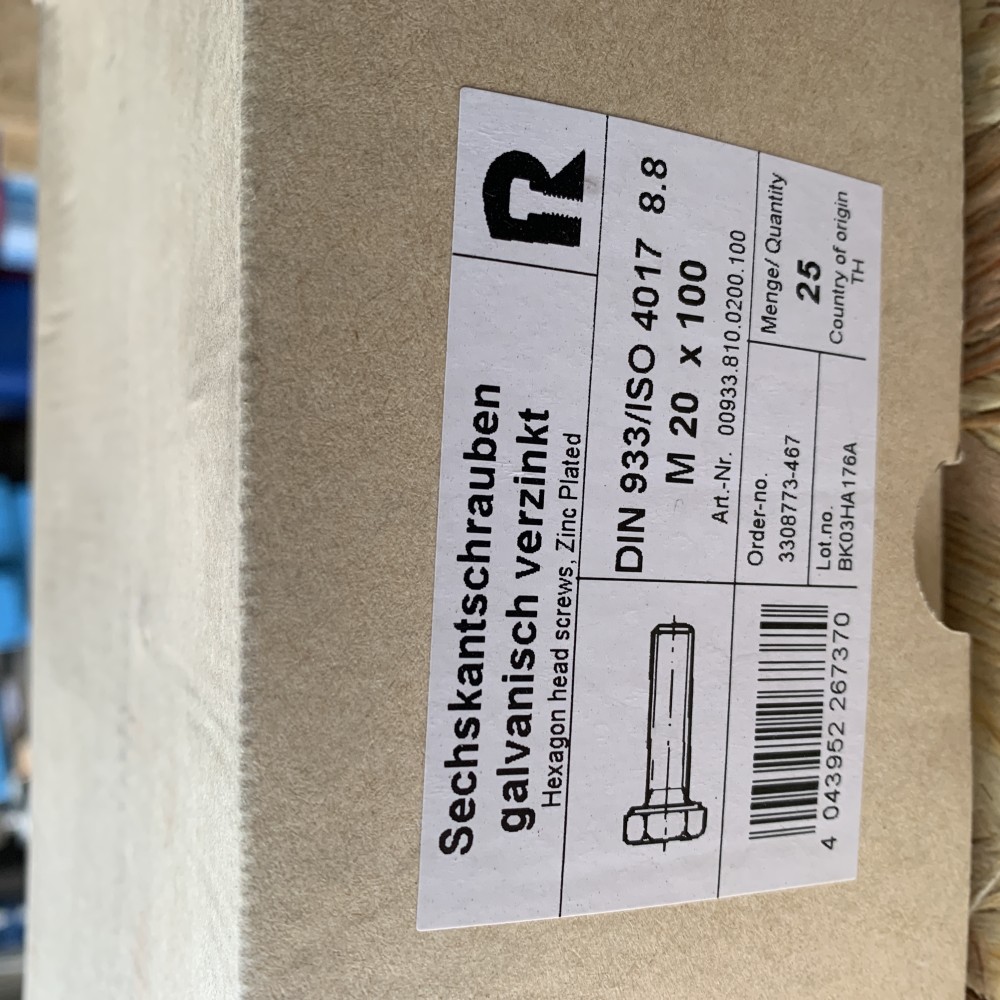 Sechskantschrauben
galvanisch verzinkt
Hexagon head screws, Zinc Plated
R
DIN 933/ISO 4017 8.8
M 20 x 100
Art.-Nr. 00933.810.0200.100
Order-no.
3308773-467
Menge/ Quantity
25
Lot.no.
BK03HA176A
Country of origin
TH
4 043952 267370